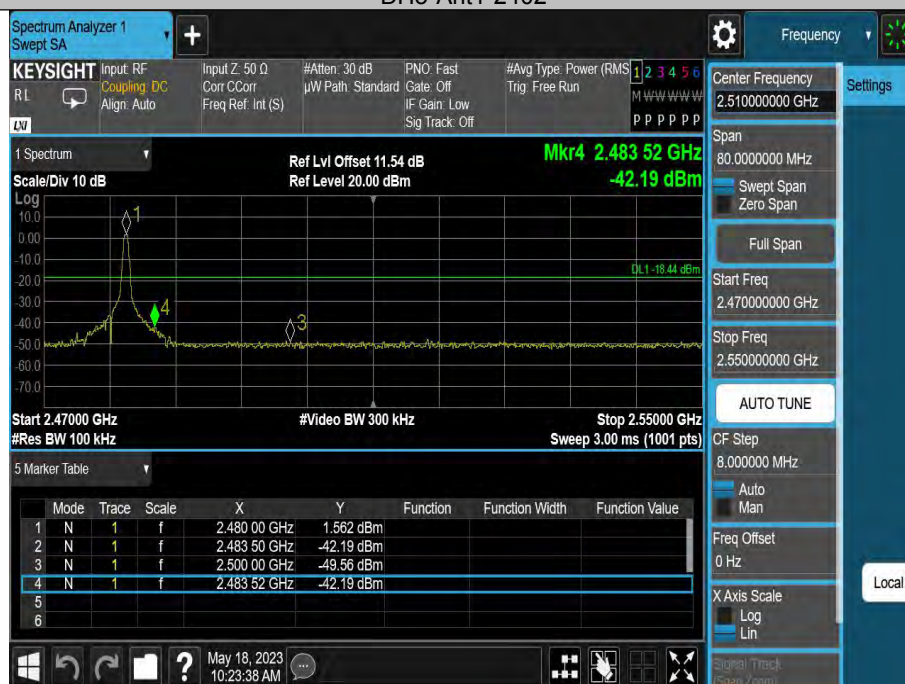 Spectrum Analyzer 1
Swept SA
+
Frequency
KEYSIGHT
RL
LXI
Input: RF
Coupling: DC
Align: Auto
Input Z: 50 Ω
Corr CCorr
Freq Ref: Int (S)
#Atten: 30 dB
µW Path: Standard
PNO: Fast
Gate: Off
IF Gain: Low
Sig Track: Off
#Avg Type: Power (RMS
Trig: Free Run
1 2 3 4 5 6
M W W W W W
P P P P P P
Center Frequency
2.510000000 GHz
Settings
Span
80.0000000 MHz
Swept Span
Zero Span
Full Span
Start Freq
2.470000000 GHz
Stop Freq
2.550000000 GHz
AUTO TUNE
CF Step
8.000000 MHz
Auto
Man
Freq Offset
0 Hz
X Axis Scale
Log
Lin
Signal Track
(Span Zoom)
Local
1 Spectrum
Scale/Div 10 dB
Log
Ref Lvl Offset 11.54 dB
Ref Level 20.00 dBm
Mkr4 2.483 52 GHz
-42.19 dBm
10.0
0.00
-10.0
-20.0
-30.0
-40.0
-50.0
-60.0
-70.0
1
4
3
DL1 -18.44 dBm
Start 2.47000 GHz
#Video BW 300 kHz
Stop 2.55000 GHz
#Res BW 100 kHz
Sweep 3.00 ms (1001 pts)
5 Marker Table
Mode Trace Scale X Y Function Function Width Function Value
1 N 1 f 2.480 00 GHz 1.562 dBm
2 N 1 f 2.483 50 GHz -42.19 dBm
3 N 1 f 2.500 00 GHz -49.56 dBm
4 N 1 f 2.483 52 GHz -42.19 dBm
5
6
?
May 18, 2023
10:23:38 AM